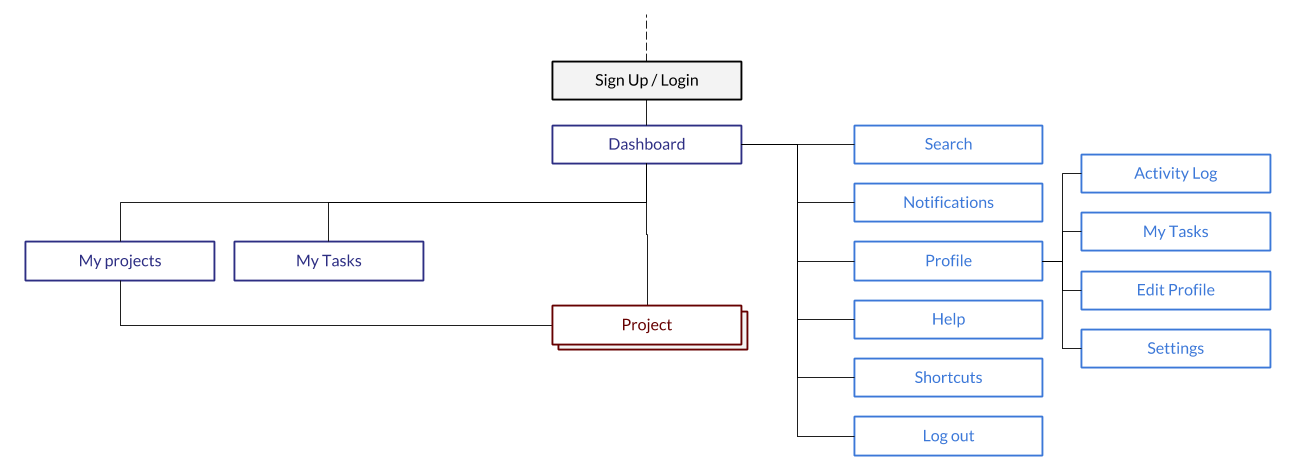 Sign Up / Login
Dashboard
Search
Notifications
Profile
Help
Shortcuts
Log out
Activity Log
My Tasks
Edit Profile
Settings
My projects
My Tasks
Project